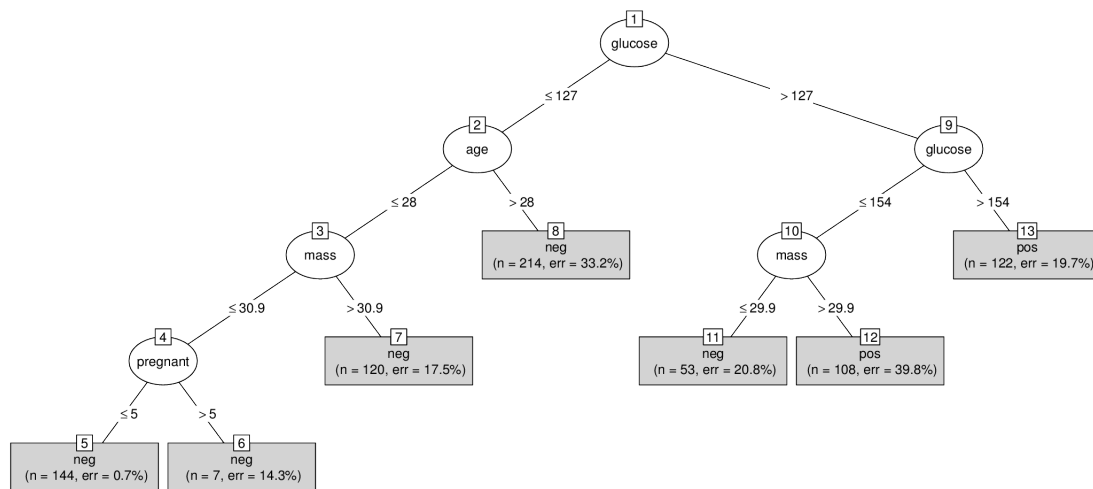 1
glucose
≤ 127
> 127
2
age
9
glucose
≤ 28
> 28
≤ 154
> 154
3
mass
8
neg
(n = 214, err = 33.2%)
10
mass
13
pos
(n = 122, err = 19.7%)
≤ 30.9
> 30.9
≤ 29.9
> 29.9
4
pregnant
7
neg
(n = 120, err = 17.5%)
11
neg
(n = 53, err = 20.8%)
12
pos
(n = 108, err = 39.8%)
≤ 5
> 5
5
neg
(n = 144, err = 0.7%)
6
neg
(n = 7, err = 14.3%)